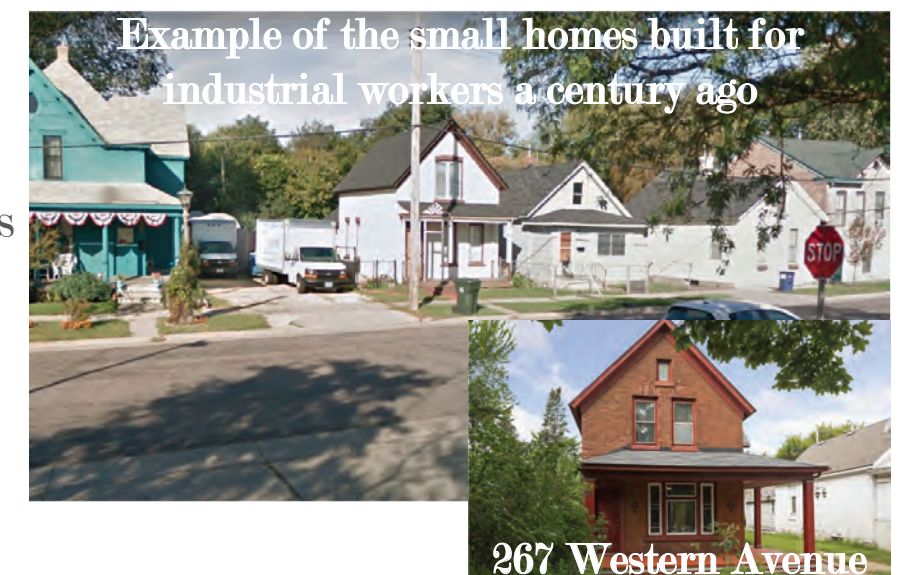 Example of the small homes built for
industrial workers a century ago
s
STOP
267 Western Avenue